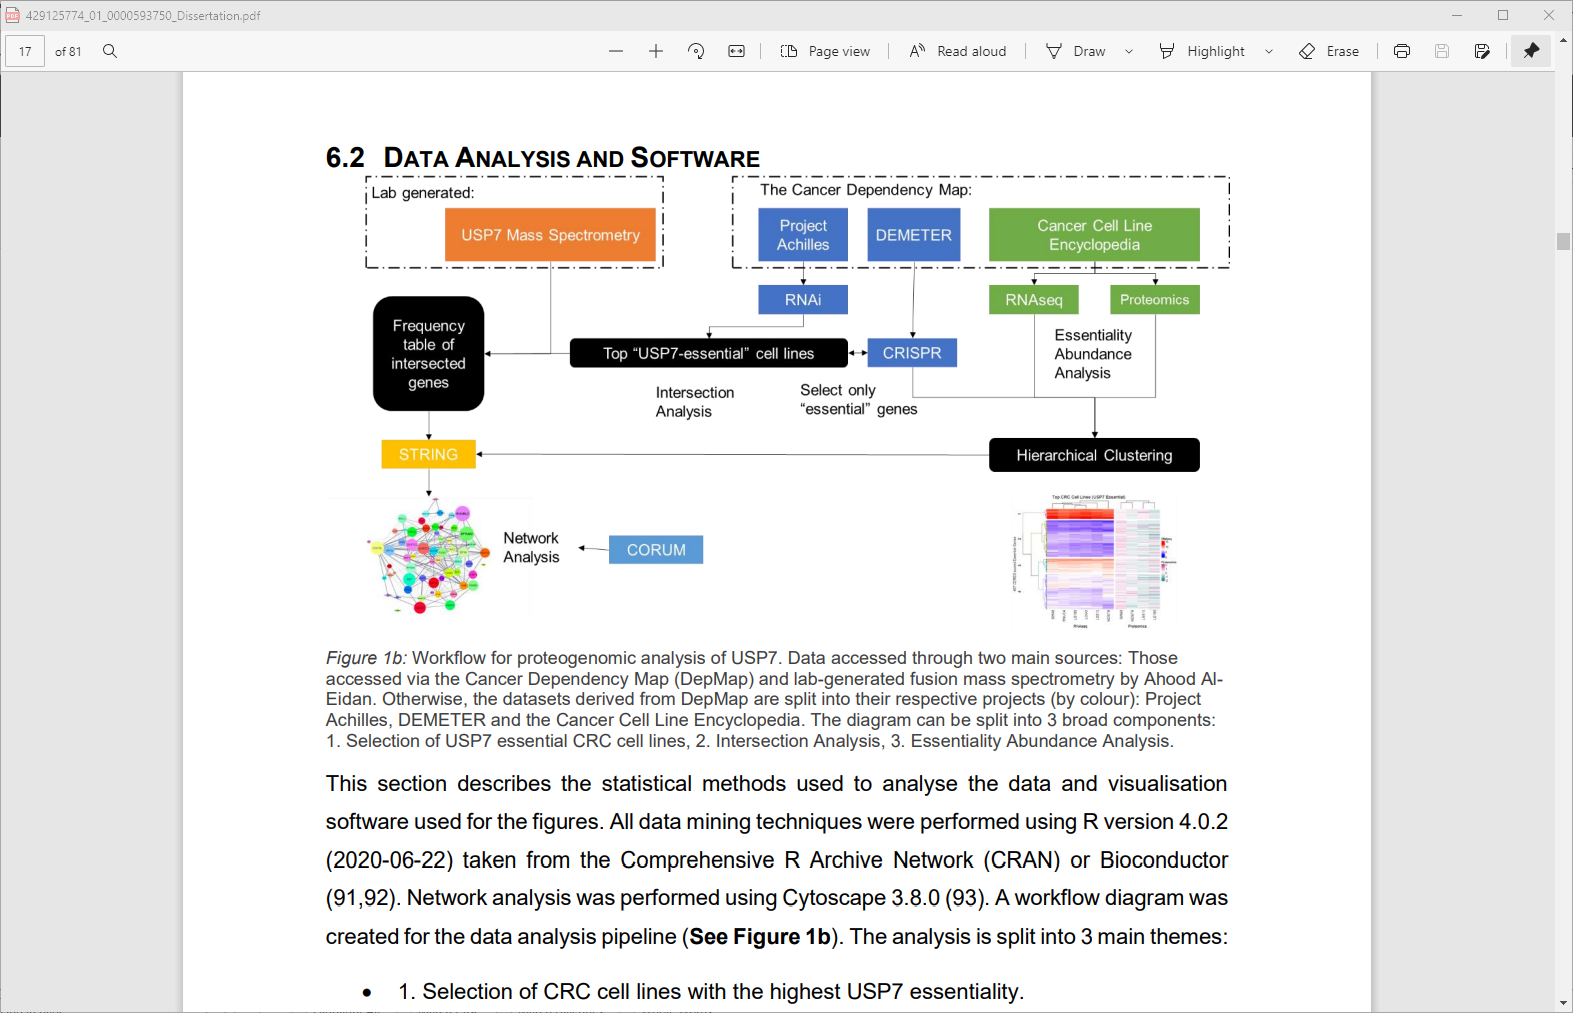 429125774_01_0000593750_Dissertation.pdf
17 of 81
Page view
Read aloud
Draw
Highlight
Erase
6.2 DATA ANALYSIS AND SOFTWARE
Lab generated:
USP7 Mass Spectrometry
The Cancer Dependency Map:
Project
Achilles
DEMETER
Cancer Cell Line
Encyclopedia
RNAi
RNAseq
Proteomics
Frequency
table of
intersected
genes
Top “USP7-essential” cell lines
CRISPR
Essentiality
Abundance
Analysis
Intersection
Analysis
Select only
“essential” genes
STRING
Hierarchical Clustering
Network
Analysis
CORUM
Top CRC Cell Lines (USP7 Essential)
Proteomics
Figure 1b: Workflow for proteogenomic analysis of USP7. Data accessed through two main sources: Those
accessed via the Cancer Dependency Map (DepMap) and lab-generated fusion mass spectrometry by Ahood Al-
Eidan. Otherwise, the datasets derived from DepMap are split into their respective projects (by colour): Project
Achilles, DEMETER and the Cancer Cell Line Encyclopedia. The diagram can be split into 3 broad components:
1. Selection of USP7 essential CRC cell lines, 2. Intersection Analysis, 3. Essentiality Abundance Analysis.
This section describes the statistical methods used to analyse the data and visualisation
software used for the figures. All data mining techniques were performed using R version 4.0.2
(2020-06-22) taken from the Comprehensive R Archive Network (CRAN) or Bioconductor
(91,92). Network analysis was performed using Cytoscape 3.8.0 (93). A workflow diagram was
created for the data analysis pipeline (See Figure 1b). The analysis is split into 3 main themes:
• 1. Selection of CRC cell lines with the highest USP7 essentiality.